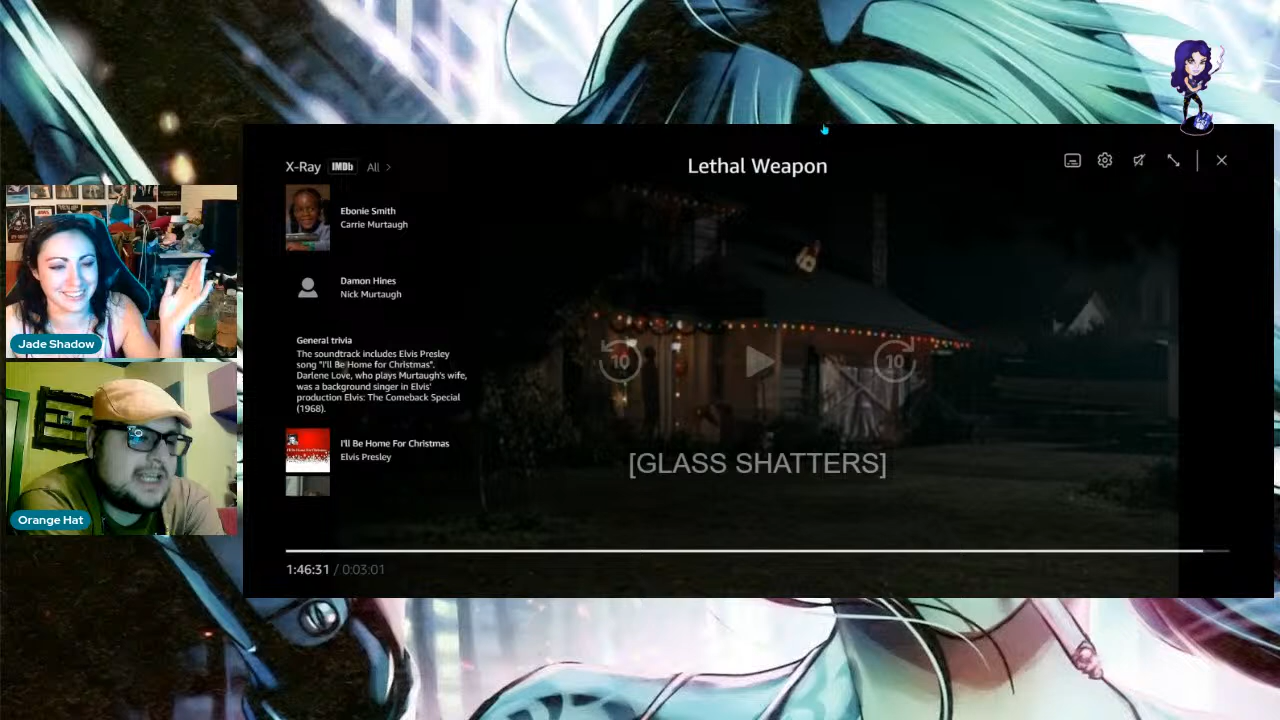 X-Ray IMDb All >
Lethal Weapon
Ebonie Smith
Carrie Murtaugh
Damon Hines
Nick Murtaugh
General trivia
The soundtrack includes Elvis Presley
song "I'll Be Home for Christmas".
Darlene Love, who plays Murtaugh's wife,
was a background singer in Elvis'
production Elvis: The Comeback Special
(1968).
I'll Be Home For Christmas
Elvis Presley
10
10
[GLASS SHATTERS]
1:46:31 / 0:03:01
Jade Shadow
Orange Hat